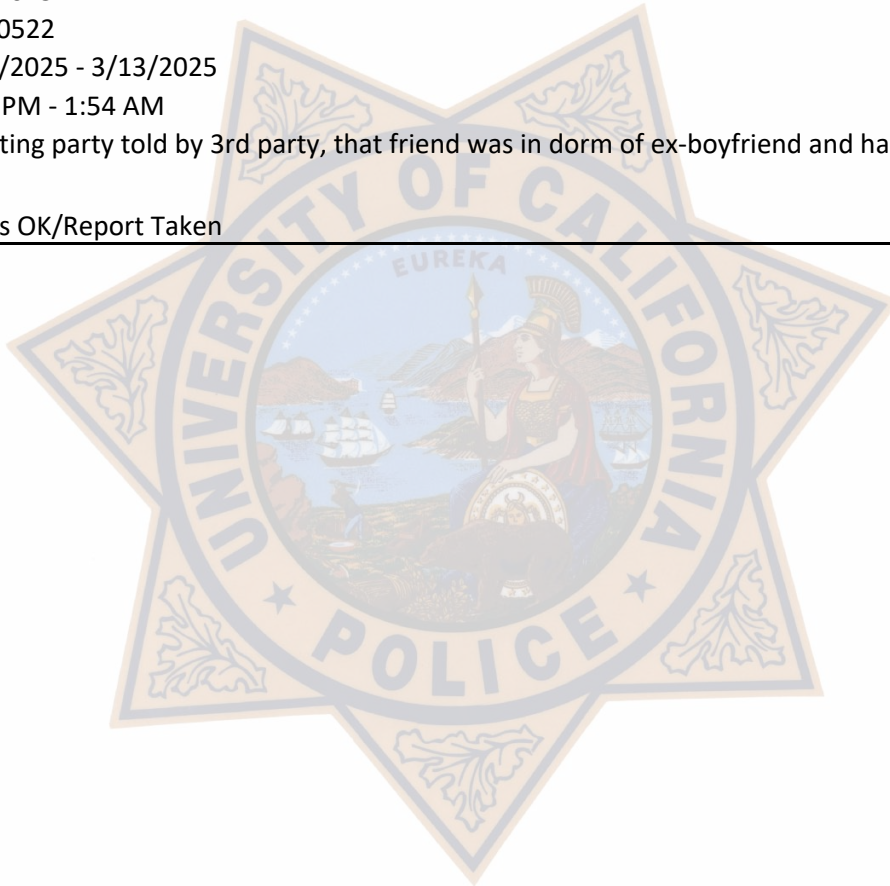 0522
/2025 - 3/13/2025
PM - 1:54 AM
ting party told by 3rd party, that friend was in dorm of ex-boyfriend and ha
s OK/Report Taken
EUREKA
UNIVERSITY OF CALIFORNIA
POLICE